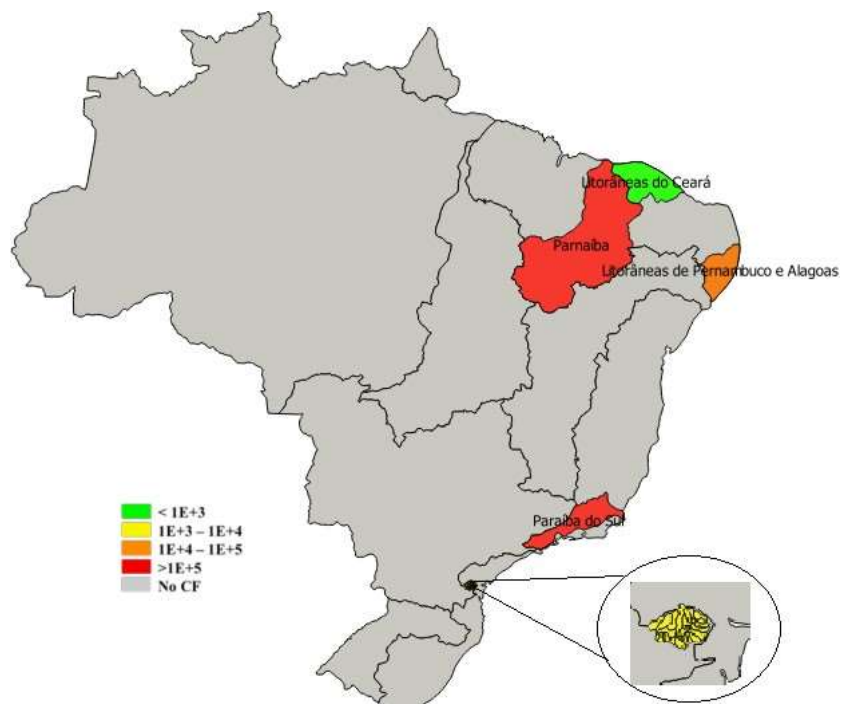 Litorâneas do Ceará
Parnaíba
Litorâneas de Pernambuco e Alagoas
Paraíba do Sul
< 1E+3
1E+3 – 1E+4
1E+4 – 1E+5
>1E+5
No CF